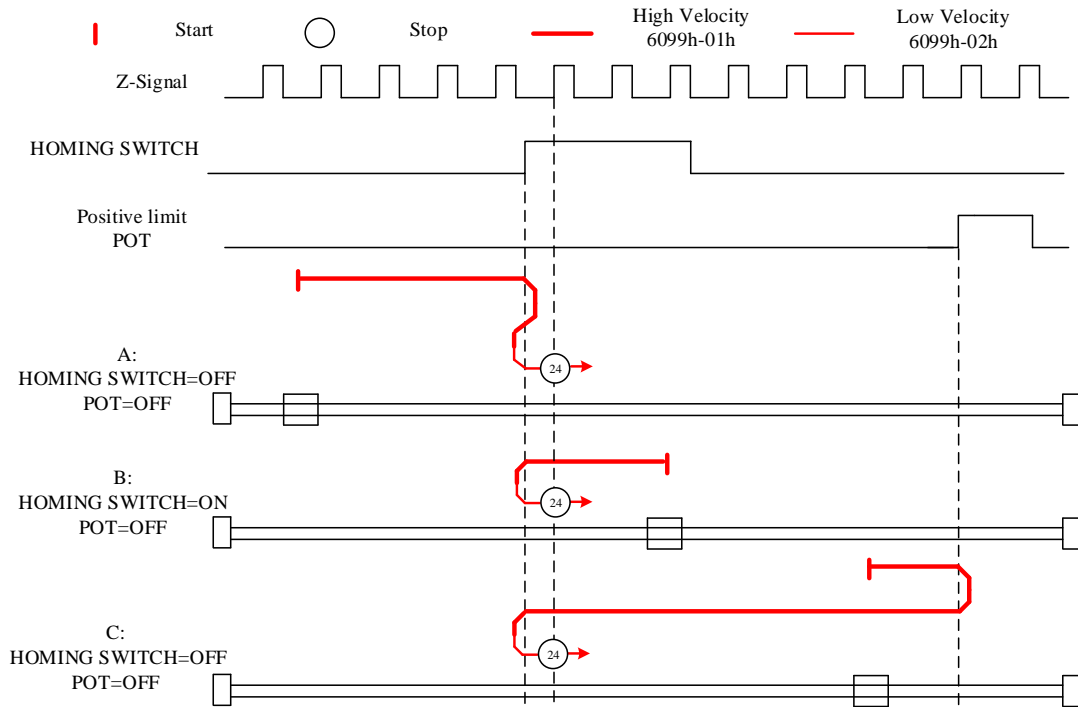 Start
Stop
High Velocity
6099h-01h
Low Velocity
6099h-02h
Z-Signal
HOMING SWITCH
Positive limit
POT
24
A:
HOMING SWITCH=OFF
POT=OFF
B:
HOMING SWITCH=ON
POT=OFF
24
C:
HOMING SWITCH=OFF
POT=OFF
24